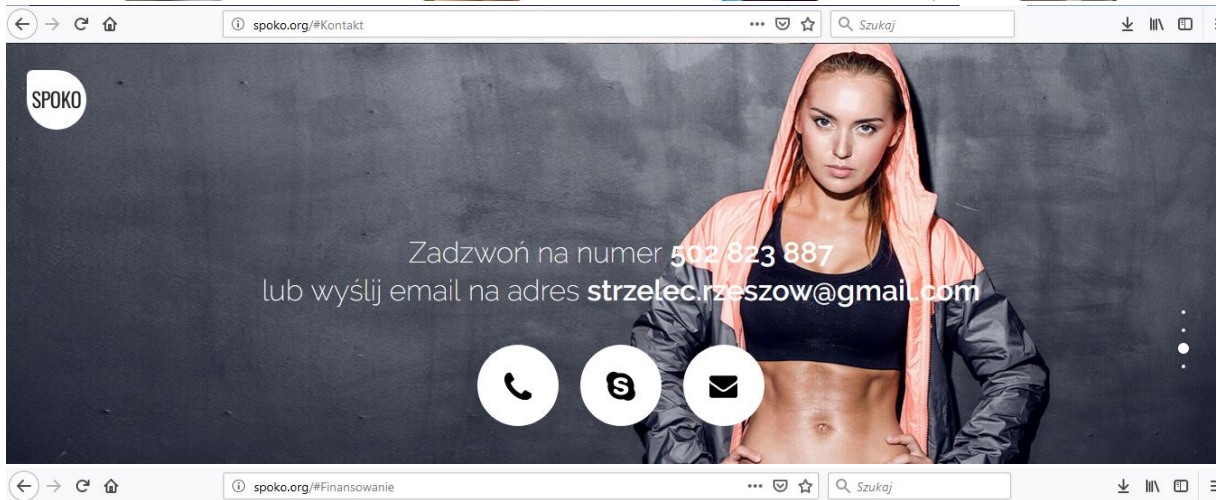 spoko.org/#Kontakt
Szukaj
SPOKO
Zadzwoń na numer 502 823 887
lub wyślij email na adres strzelec.rzeszow@gmail.com
spoko.org/#Finansowanie
Szukaj